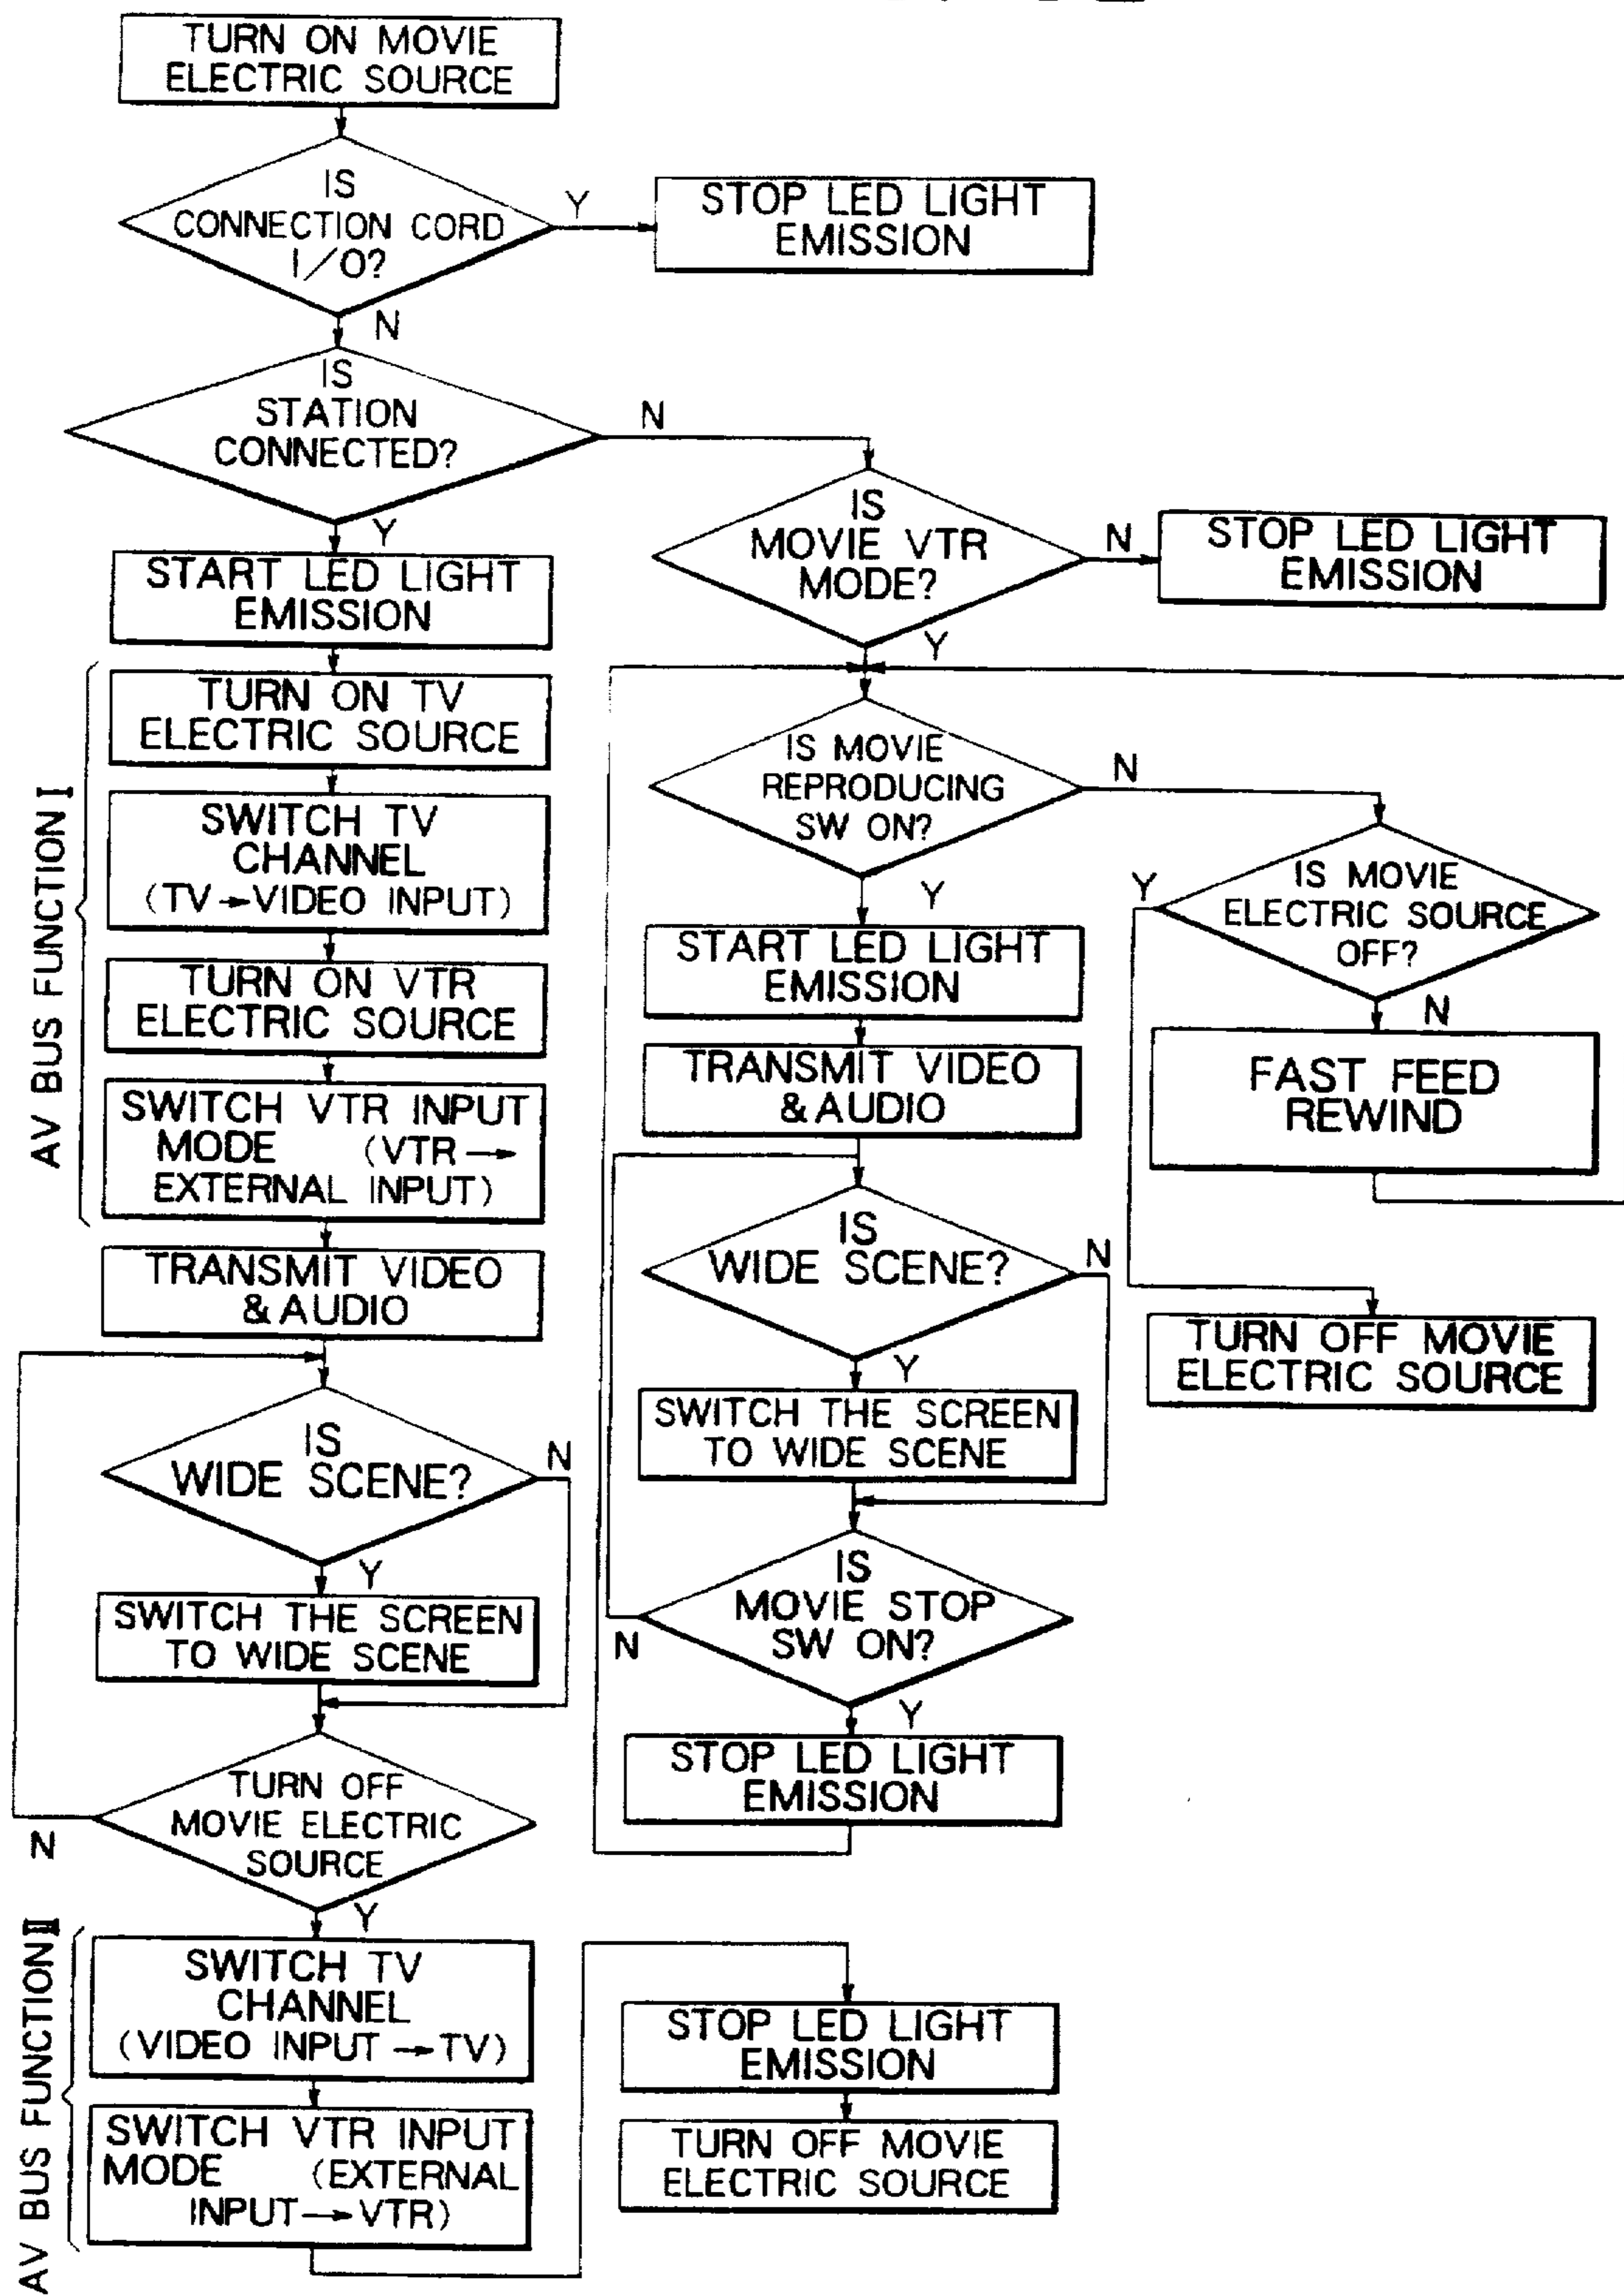 TURN ON MOVIE
ELECTRIC SOURCE
IS
CONNECTION CORD
I/O?
Y
STOP LED LIGHT
EMISSION
N
IS
STATION
CONNECTED?
N
Y
START LED LIGHT
EMISSION
AV BUS FUNCTION I
TURN ON TV
ELECTRIC SOURCE
SWITCH TV
CHANNEL
(TV→VIDEO INPUT)
TURN ON VTR
ELECTRIC SOURCE
SWITCH VTR INPUT
MODE (VTR→
EXTERNAL INPUT)
TRANSMIT VIDEO
& AUDIO
IS
WIDE SCENE?
N
Y
SWITCH THE SCREEN
TO WIDE SCENE
TURN OFF
MOVIE ELECTRIC
SOURCE
N
Y
AV BUS FUNCTION II
SWITCH TV
CHANNEL
(VIDEO INPUT→TV)
SWITCH VTR INPUT
MODE (EXTERNAL
INPUT→VTR)
STOP LED LIGHT
EMISSION
TURN OFF MOVIE
ELECTRIC SOURCE
IS
MOVIE VTR
MODE?
N
STOP LED LIGHT
EMISSION
Y
IS MOVIE
REPRODUCING
SW ON?
N
Y
START LED LIGHT
EMISSION
TRANSMIT VIDEO
& AUDIO
IS
WIDE SCENE?
N
Y
SWITCH THE SCREEN
TO WIDE SCENE
IS
MOVIE STOP
SW ON?
N
Y
STOP LED LIGHT
EMISSION
IS MOVIE
ELECTRIC SOURCE
OFF?
Y
N
FAST FEED
REWIND
TURN OFF MOVIE
ELECTRIC SOURCE